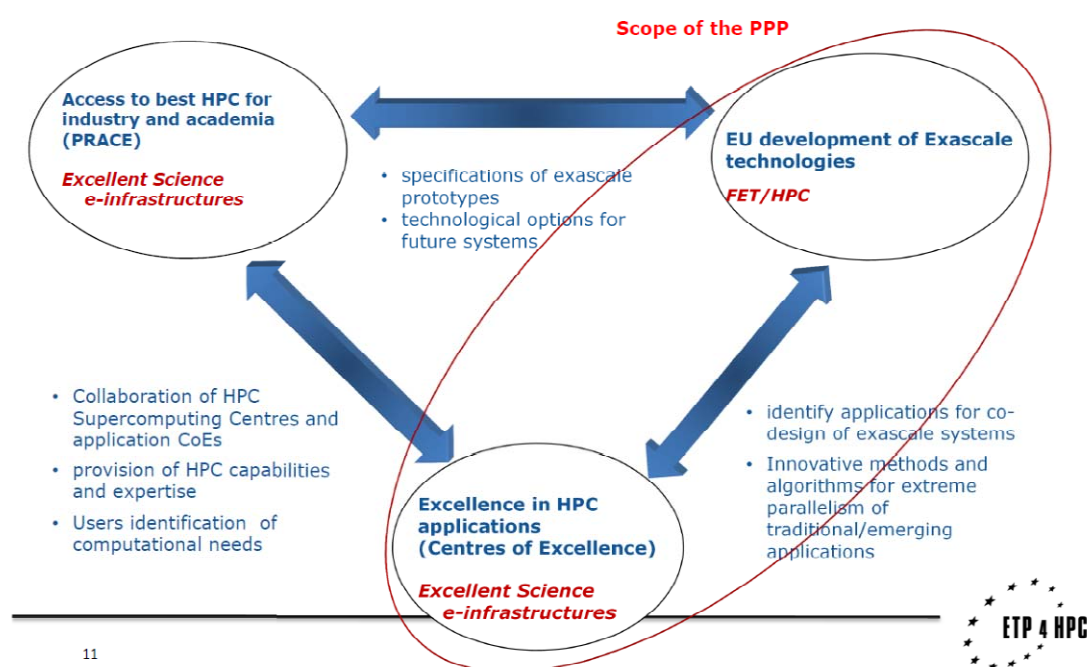 Scope of the PPP
Access to best HPC for
industry and academia
(PRACE)
Excellent Science
e-infrastructures
EU development of Exascale
technologies
FET/HPC
• specifications of exascale
prototypes
• technological options for
future systems
• Collaboration of HPC
Supercomputing Centres and
application CoEs
• provision of HPC capabilities
and expertise
• Users identification of
computational needs
• identify applications for co-
design of exascale systems
• Innovative methods and
algorithms for extreme
parallelism of
traditional/emerging
applications
Excellence in HPC
applications
(Centres of Excellence)
Excellent Science
e-infrastructures
ETP 4 HPC
11